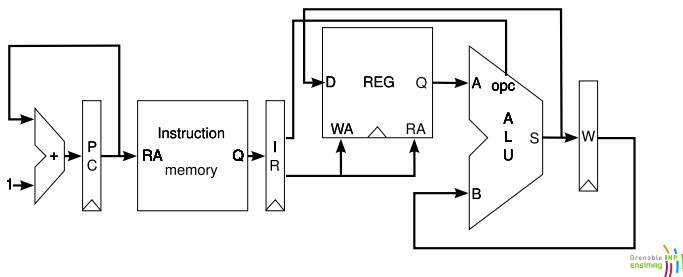 +
1
P
C
RA
Instruction
memory
Q
I
R
D
REG
Q
WA
RA
A
opc
A
L
U
S
B
W
Grenoble INP
ensimag